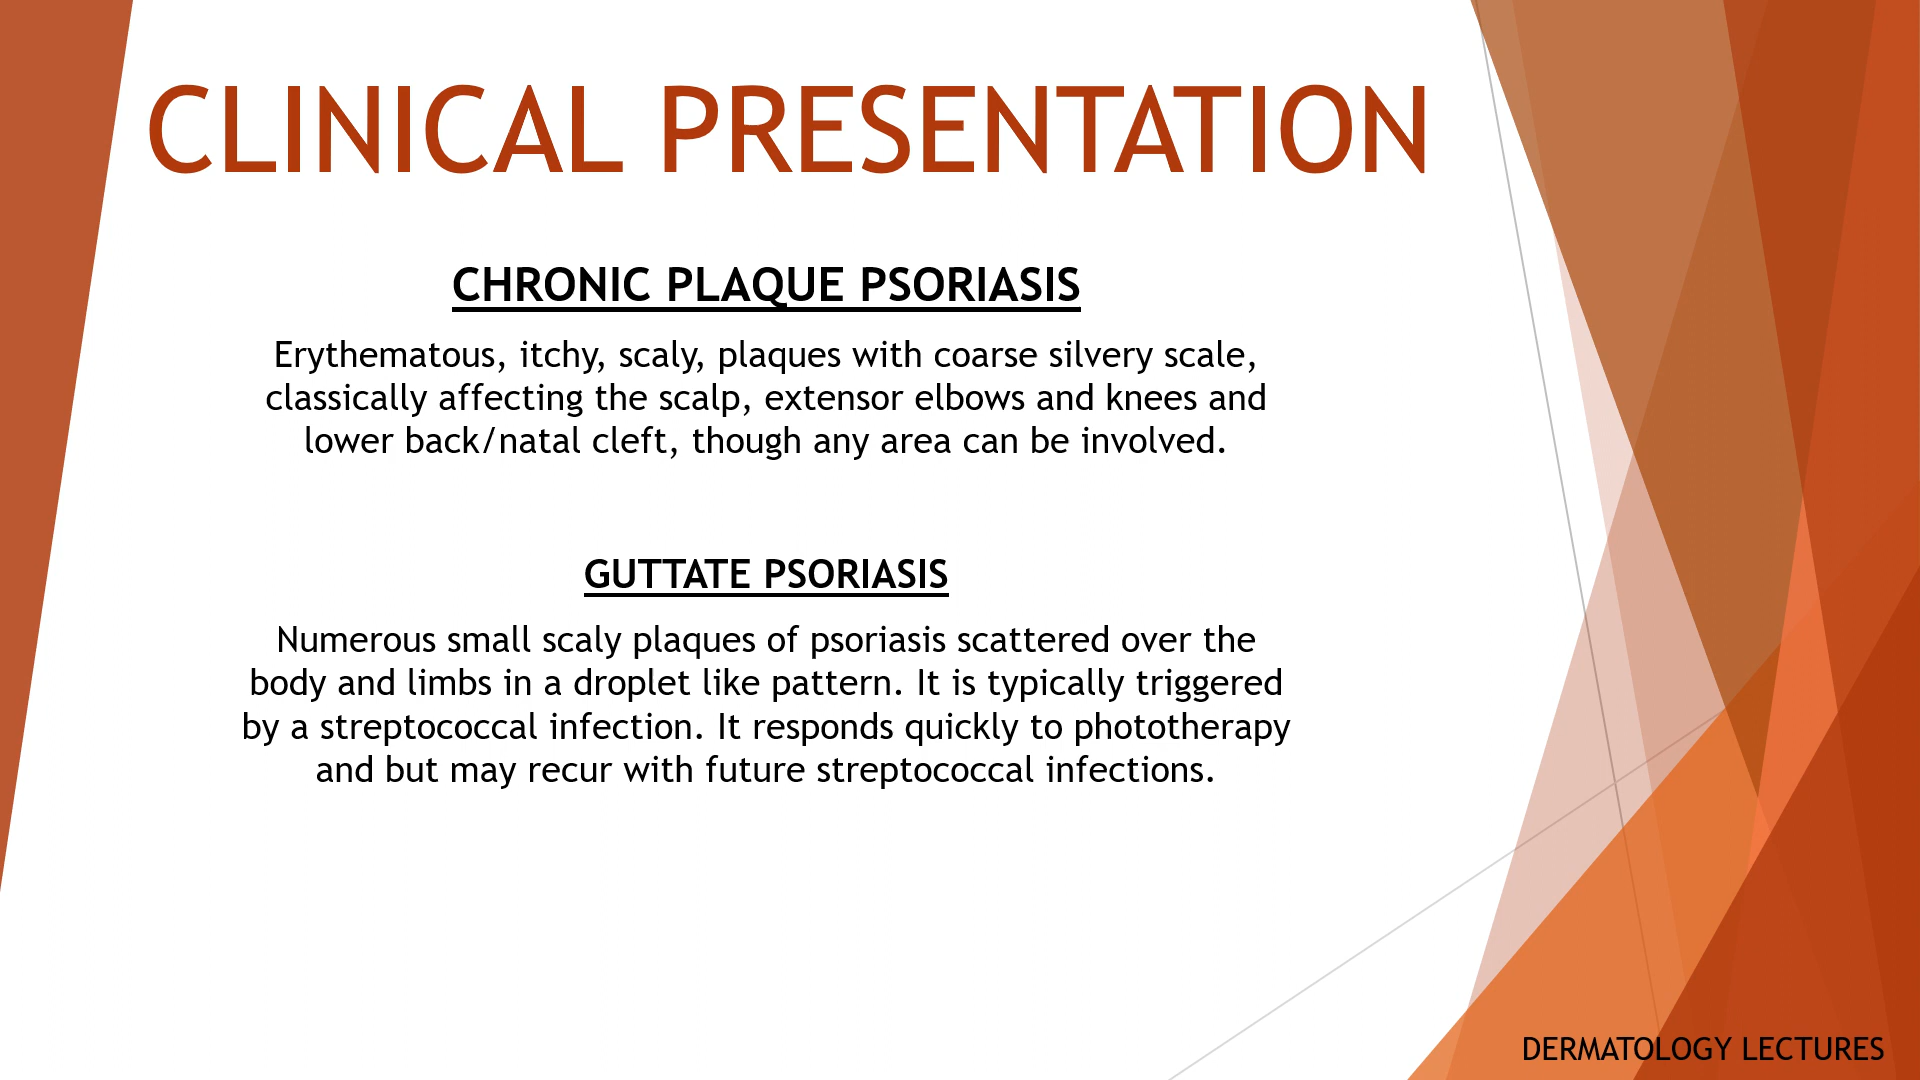 CLINICAL PRESENTATION
CHRONIC PLAQUE PSORIASIS
Erythematous, itchy, scaly, plaques with coarse silvery scale,
classically affecting the scalp, extensor elbows and knees and
lower back/natal cleft, though any area can be involved.
GUTTATE PSORIASIS
Numerous small scaly plaques of psoriasis scattered over the
body and limbs in a droplet like pattern. It is typically triggered
by a streptococcal infection. It responds quickly to phototherapy
and but may recur with future streptococcal infections.
DERMATOLOGY LECTURES